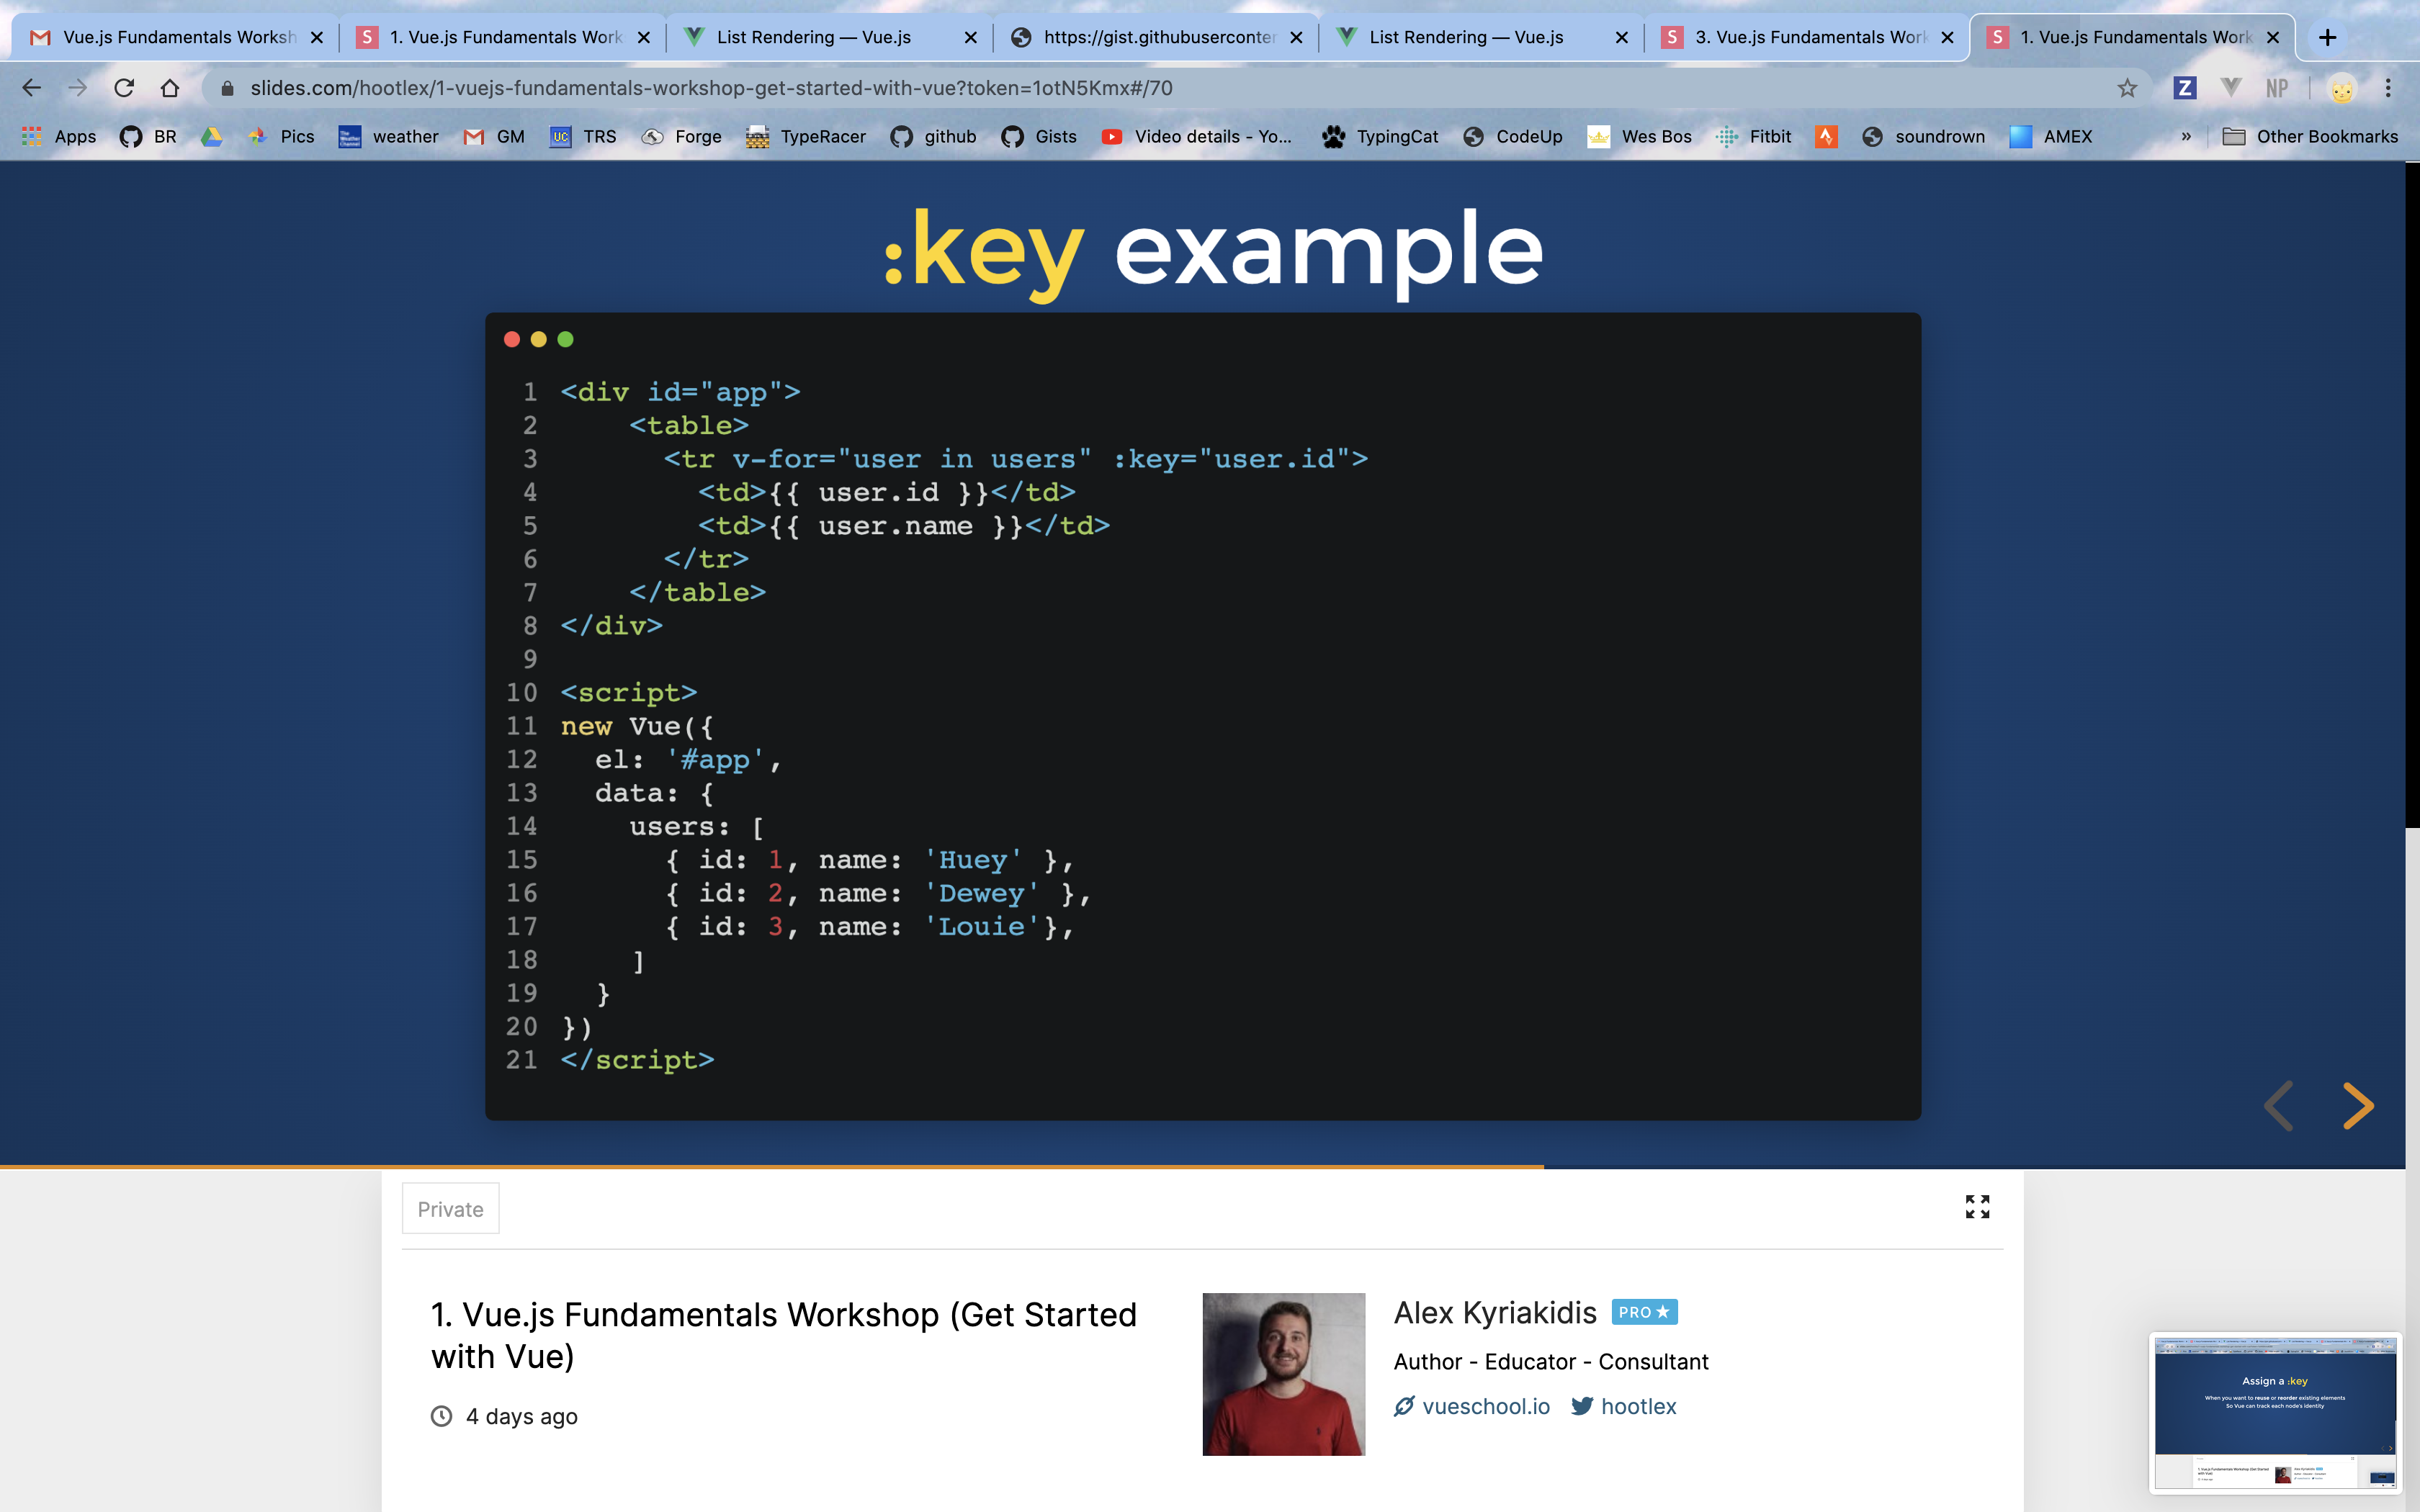 Vue.js Fundamentals Worksh
1. Vue.js Fundamentals Work
List Rendering — Vue.js
https://gist.githubuserconter
List Rendering — Vue.js
3. Vue.js Fundamentals Work
1. Vue.js Fundamentals Work
slides.com/hootlex/1-vuejs-fundamentals-workshop-get-started-with-vue?token=1otN5Kmx#/70
Apps
BR
Pics
weather
GM
TRS
Forge
TypeRacer
github
Gists
Video details - Yo...
TypingCat
CodeUp
Wes Bos
Fitbit
soundrown
AMEX
»
Other Bookmarks
:key example
1 <div id="app">
2 <table>
3 <tr v-for="user in users" :key="user.id">
4 <td>{{ user.id }}</td>
5 <td>{{ user.name }}</td>
6 </tr>
7 </table>
8 </div>
9
10 <script>
11 new Vue({
12 el: '#app',
13 data: {
14 users: [
15 { id: 1, name: 'Huey' },
16 { id: 2, name: 'Dewey' },
17 { id: 3, name: 'Louie'},
18 ]
19 }
20 })
21 </script>
Private
1. Vue.js Fundamentals Workshop (Get Started
with Vue)
4 days ago
Alex Kyriakidis PRO
Author - Educator - Consultant
vueschool.io hootlex
Assign a :key
When you want to reuse or reorder existing elements
So Vue can track each node's identity